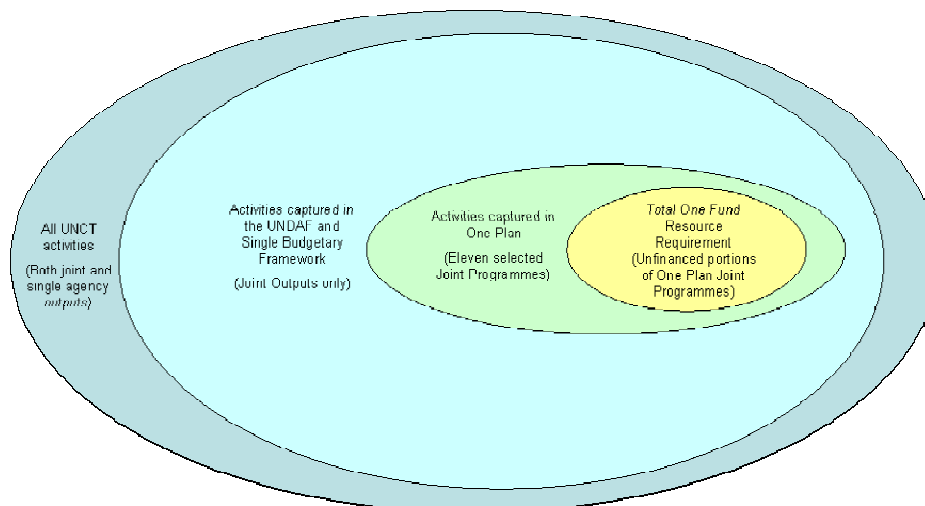 All UNCT
activities
(Both joint and
single agency
outputs)
Activities captured in
the UNDAF and
Single Budgetary
Framework
(Joint Outputs only)
Activities captured in
One Plan
(Eleven selected
Joint Programmes)
Total One Fund
Resource
Requirement
(Unfinanced portions
of One Plan Joint
Programmes)